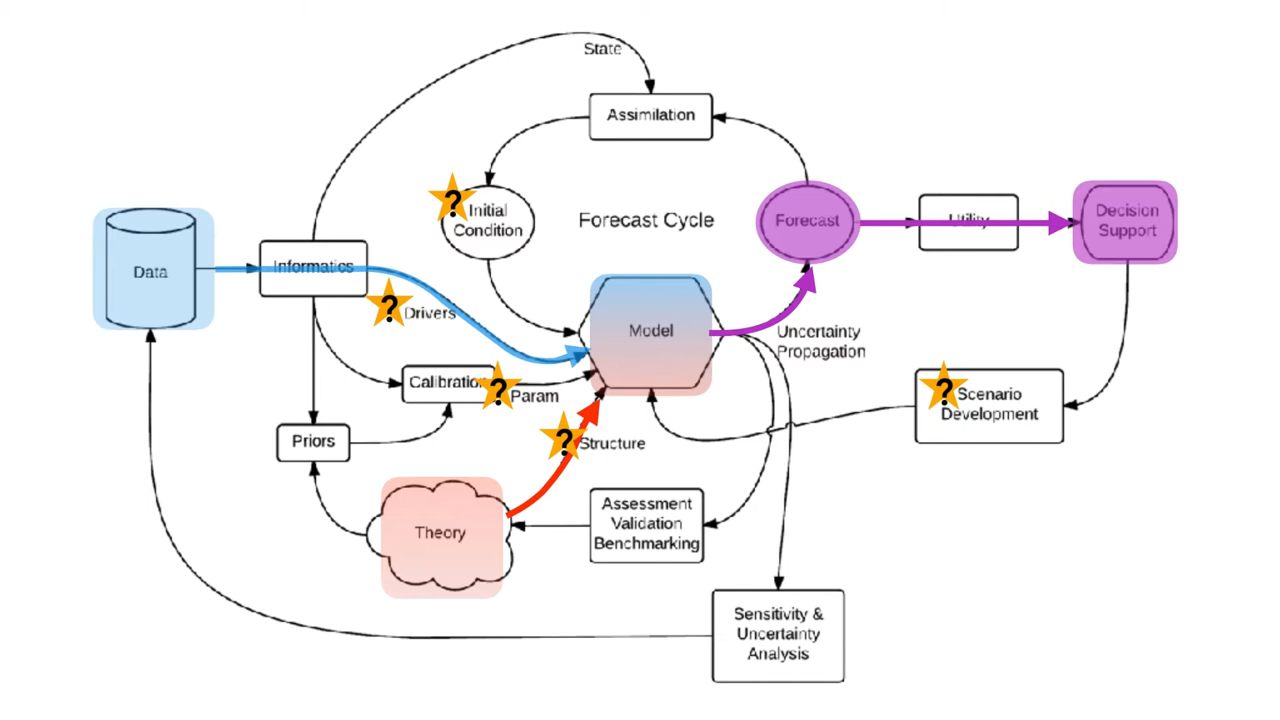 State
Assimilation
?
Initial
Condition
Forecast Cycle
Forecast
Utility
Decision
Support
Data
Informatics
?
Drivers
Model
Uncertainty
Propagation
Calibration
?
Param
?
Scenario
Development
Priors
?
Structure
Theory
Assessment
Validation
Benchmarking
Sensitivity &
Uncertainty
Analysis